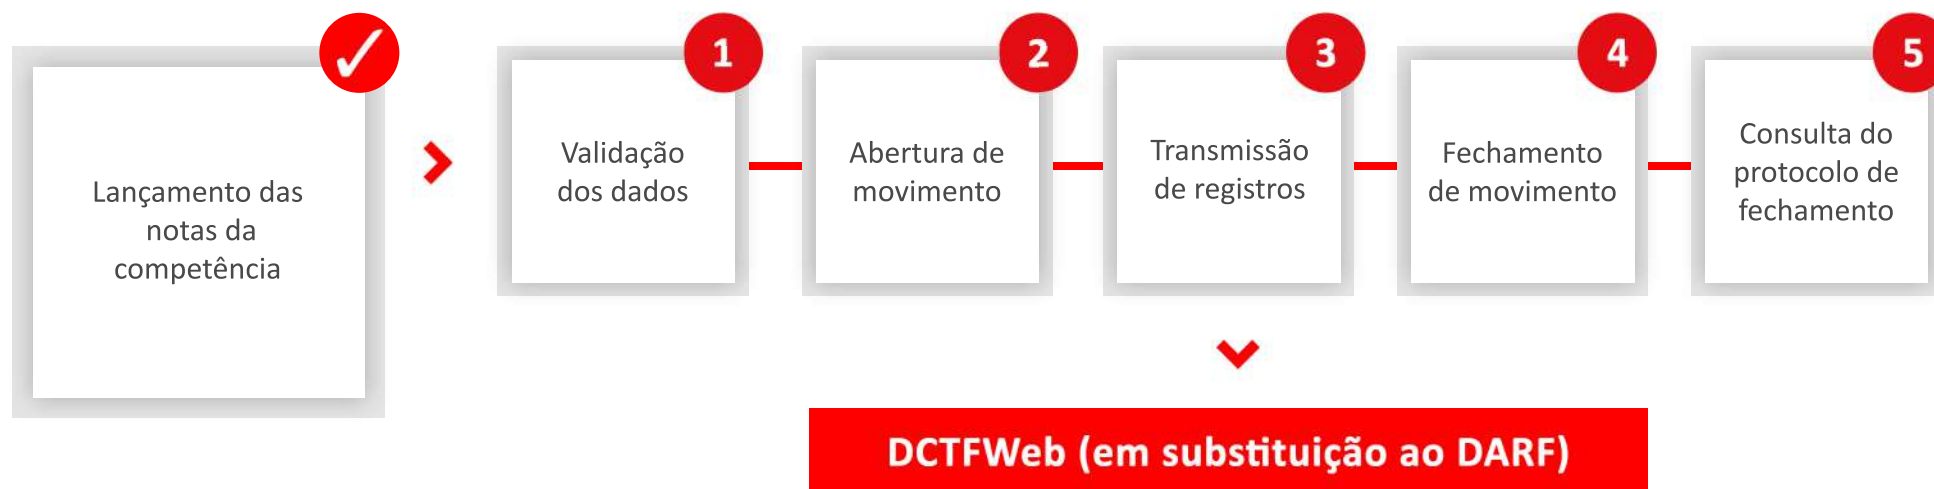 Lançamento das
notas da
competência
1
Validação
dos dados
2
Abertura de
movimento
3
Transmissão
de registros
4
Fechamento
de movimento
5
Consulta do
protocolo de
fechamento
DCTFWeb (em substituição ao DARF)